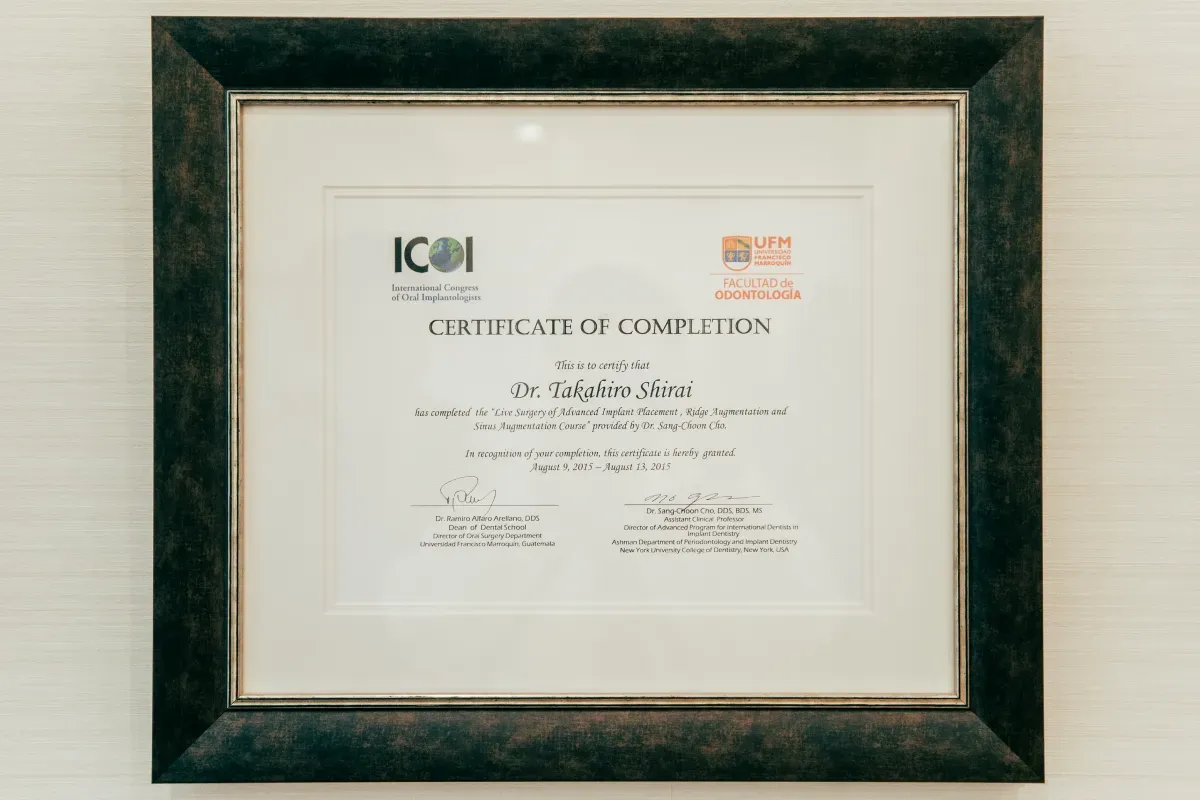 ICOI
International Congress
of Oral Implantologists
UFM
UNIVERSIDAD
FRANCISCO
MARROQUÍN
FACULTAD de
ODONTOLOGÍA
CERTIFICATE OF COMPLETION
This is to certify that
Dr. Takahiro Shirai
has completed the "Live Surgery of Advanced Implant Placement , Ridge Augmentation and
Sinus Augmentation Course" provided by Dr. Sang-Choon Cho.
In recognition of your completion, this certificate is hereby granted.
August 9, 2015 – August 13, 2015
Dr. Ramiro Alfaro Arellano, DDS
Dean of Dental School
Director of Oral Surgery Department
Universidad Francisco Marroquín, Guatemala
Dr. Sang-Choon Cho, DDS, BDS, MS
Assistant Clinical Professor
Director of Advanced Program for International Dentists in
Implant Dentistry
Ashman Department of Periodontology and Implant Dentistry
New York University College of Dentistry, New York, USA